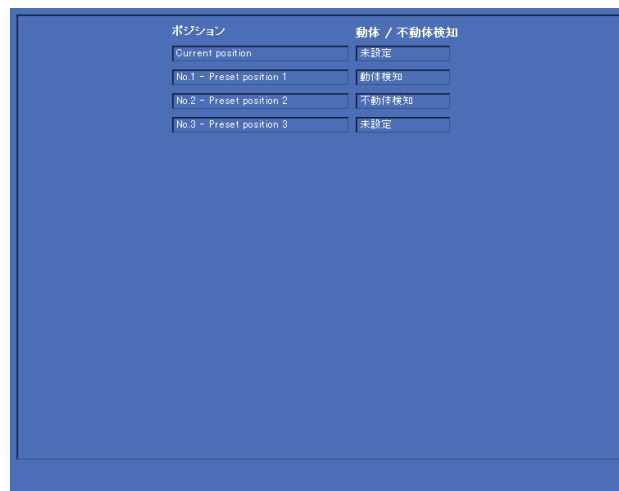 ポジション 動体 / 不動体検知
Current position 未設定
No.1 - Preset position 1 動体検知
No.2 - Preset position 2 不動体検知
No.3 - Preset position 3 未設定